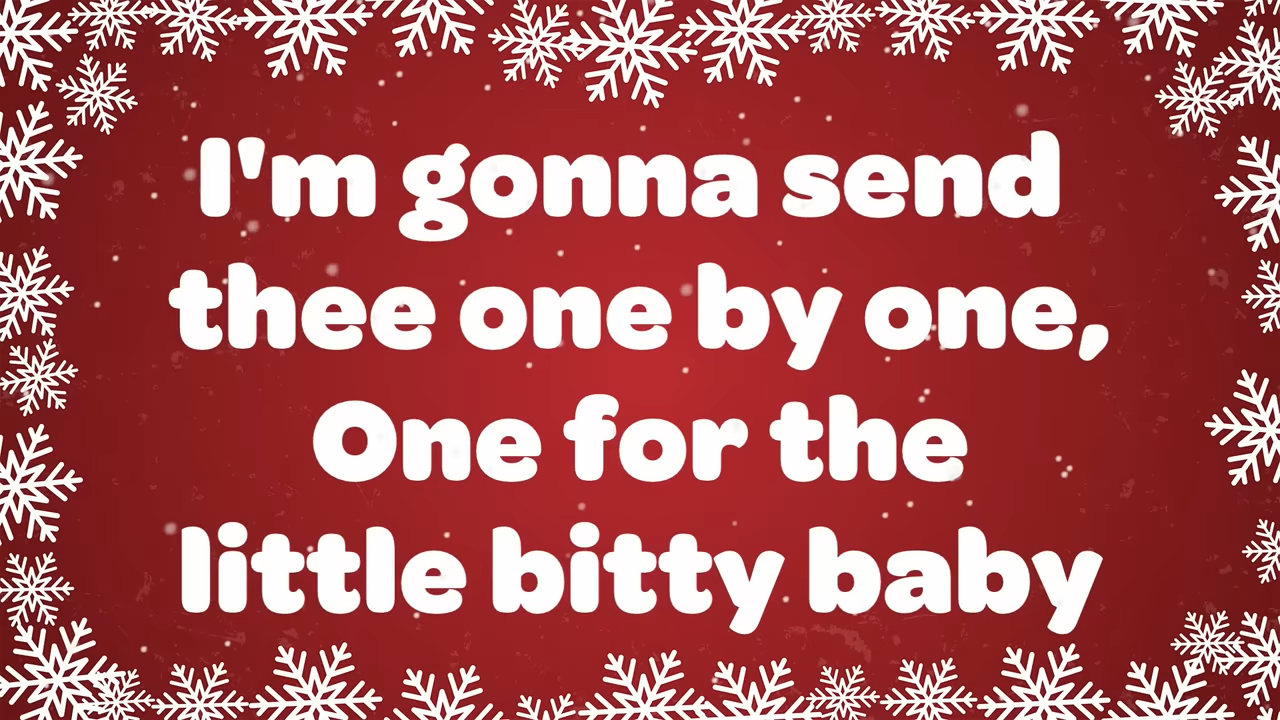 I'm gonna send
thee one by one,
One for the
little bitty baby